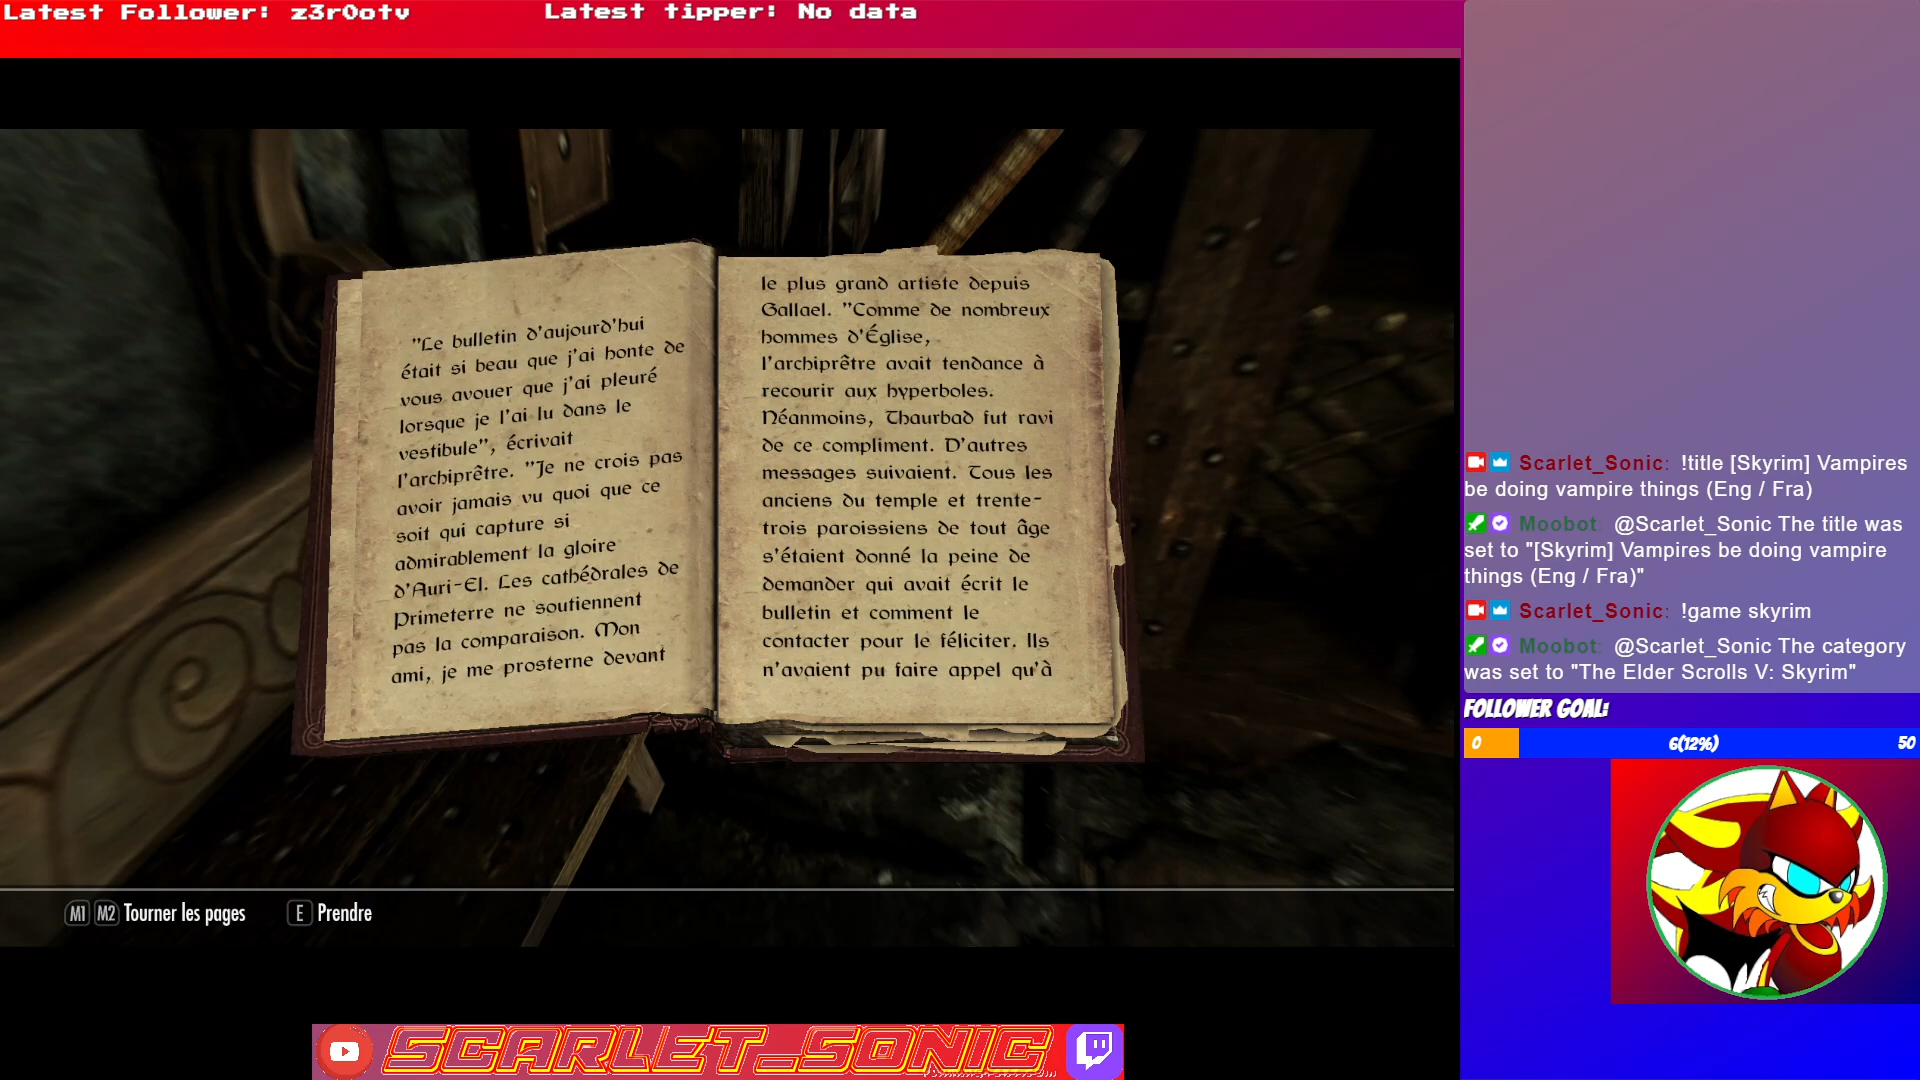 Latest Follower: z3r0otv
Latest tipper: No data
"Le bulletin d'aujourd'hui
était si beau que j'ai honte de
vous avouer que j'ai pleuré
lorsque je l'ai lu dans le
vestibule", écrivait
l'archiprêtre. "Je ne crois pas
avoir jamais vu quoi que ce
soit qui capture si
admirablement la gloire
d'Auri-El. Les cathédrales de
Primeterre ne soutiennent
pas la comparaison. Mon
ami, je me prosterne devant
le plus grand artiste depuis
Gallael. "Comme de nombreux
hommes d'Église,
l'archiprêtre avait tendance à
recourir aux hyperboles.
Néanmoins, Thaurbad fut ravi
de ce compliment. D'autres
messages suivaient. Tous les
anciens du temple et trente-
trois paroissiens de tout âge
s'étaient donné la peine de
demander qui avait écrit le
bulletin et comment le
contacter pour le féliciter. Ils
n'avaient pu faire appel qu'à
M1 M2 Tourner les pages
E Prendre
Scarlet_Sonic: !title [Skyrim] Vampires
be doing vampire things (Eng / Fra)
Moobot: @Scarlet_Sonic The title was
set to "[Skyrim] Vampires be doing vampire
things (Eng / Fra)"
Scarlet_Sonic: !game skyrim
Moobot: @Scarlet_Sonic The category
was set to "The Elder Scrolls V: Skyrim"
FOLLOWER GOAL:
0 6(12%) 50
SCARLET_SONIC